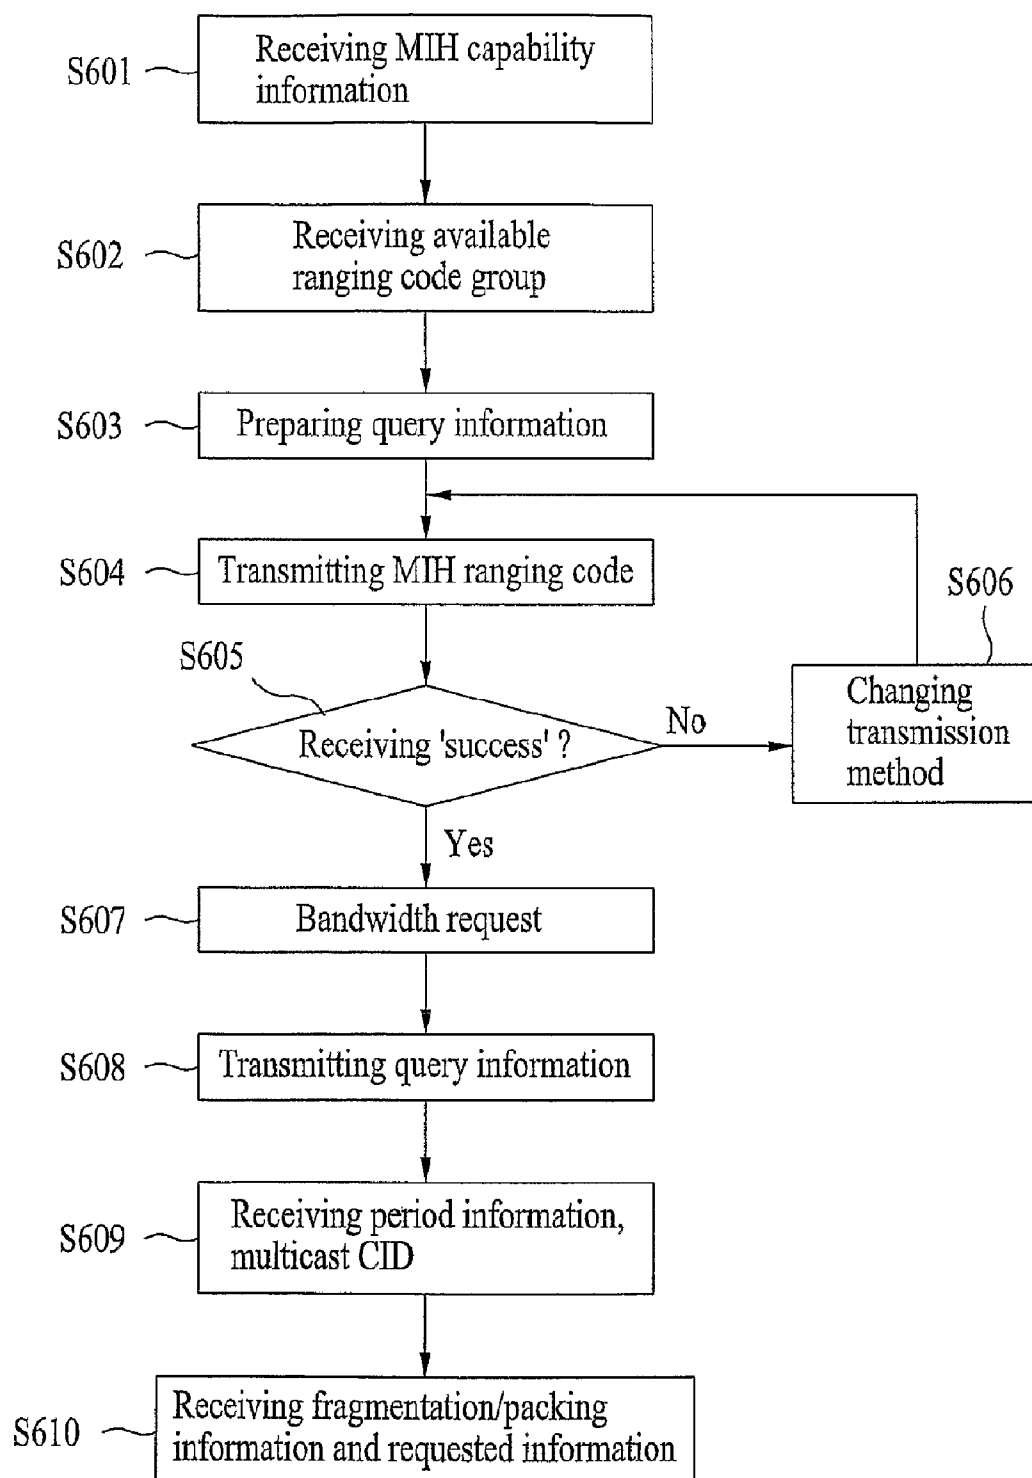 S601
Receiving MIH capability
information
S602
Receiving available
ranging code group
S603
Preparing query information
S604
Transmitting MIH ranging code
S605
Receiving 'success' ?
No
S606
Changing
transmission
method
Yes
S607
Bandwidth request
S608
Transmitting query information
S609
Receiving period information,
multicast CID
S610
Receiving fragmentation/packing
information and requested information